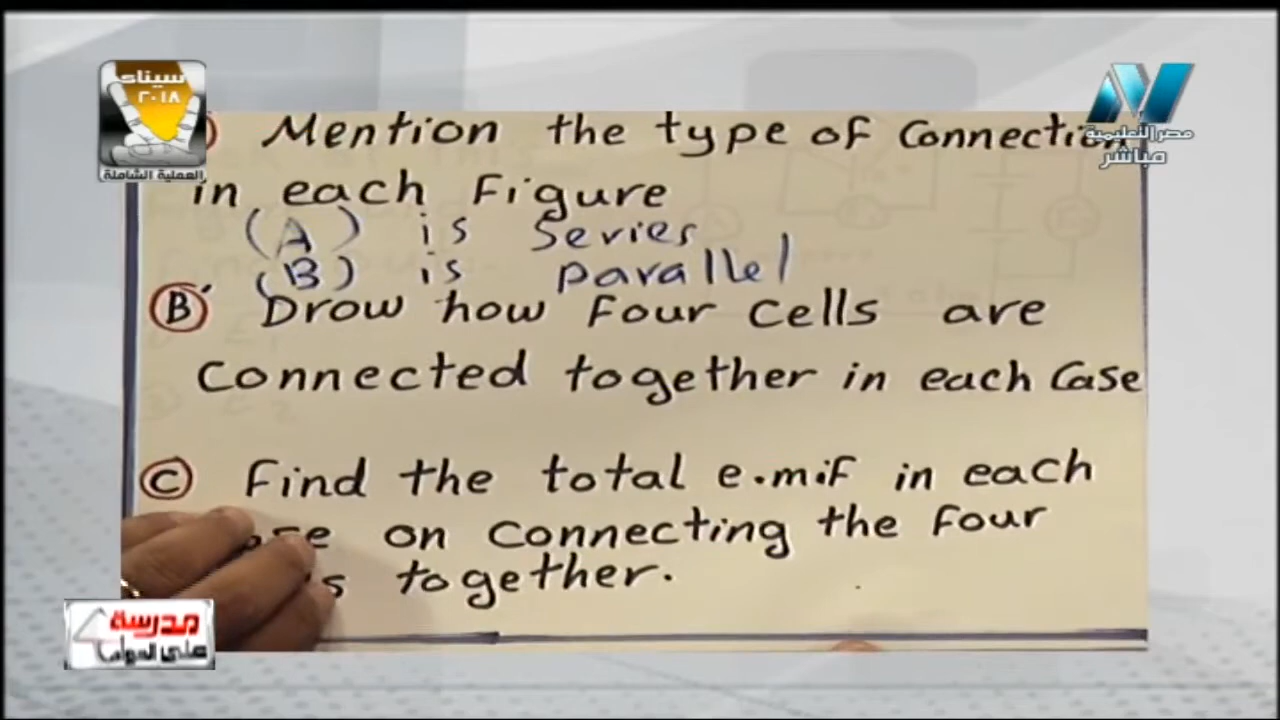 سيناء
٢٠١٨
العملية الشاملة
مصر التعليمية
مباشر
) Mention the type of Connection
in each Figure
(A) is Series
(B) is parallel
(B) Drow how Four Cells are
Connected together in each Case
(C) Find the total e.m.F in each
on Connecting the Four
together.
مدرسة
على الهواء